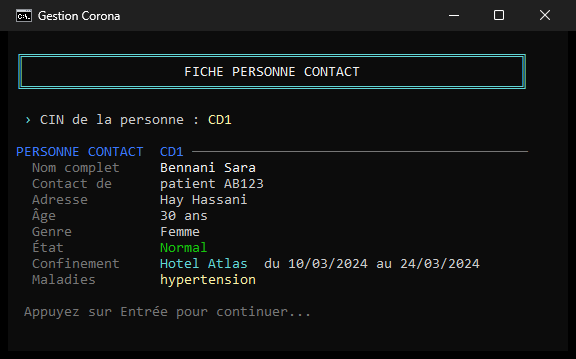 Gestion Corona
FICHE PERSONNE CONTACT
› CIN de la personne : CD1
PERSONNE CONTACT CD1
Nom complet Bennani Sara
Contact de patient AB123
Adresse Hay Hassani
Âge 30 ans
Genre Femme
État Normal
Confinement Hotel Atlas du 10/03/2024 au 24/03/2024
Maladies hypertension
Appuyez sur Entrée pour continuer...